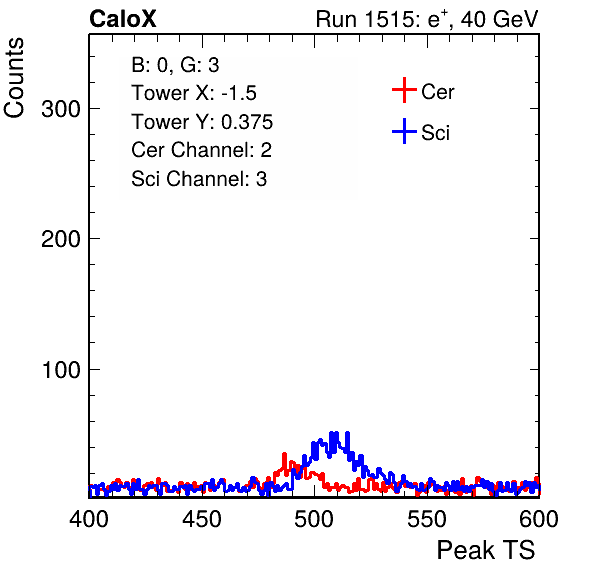 CaloX Run 1515: e⁺, 40 GeV
Counts
B: 0, G: 3
Tower X: -1.5
Tower Y: 0.375
Cer Channel: 2
Sci Channel: 3
Cer
Sci
300
200
100
400 450 500 550 600
Peak TS